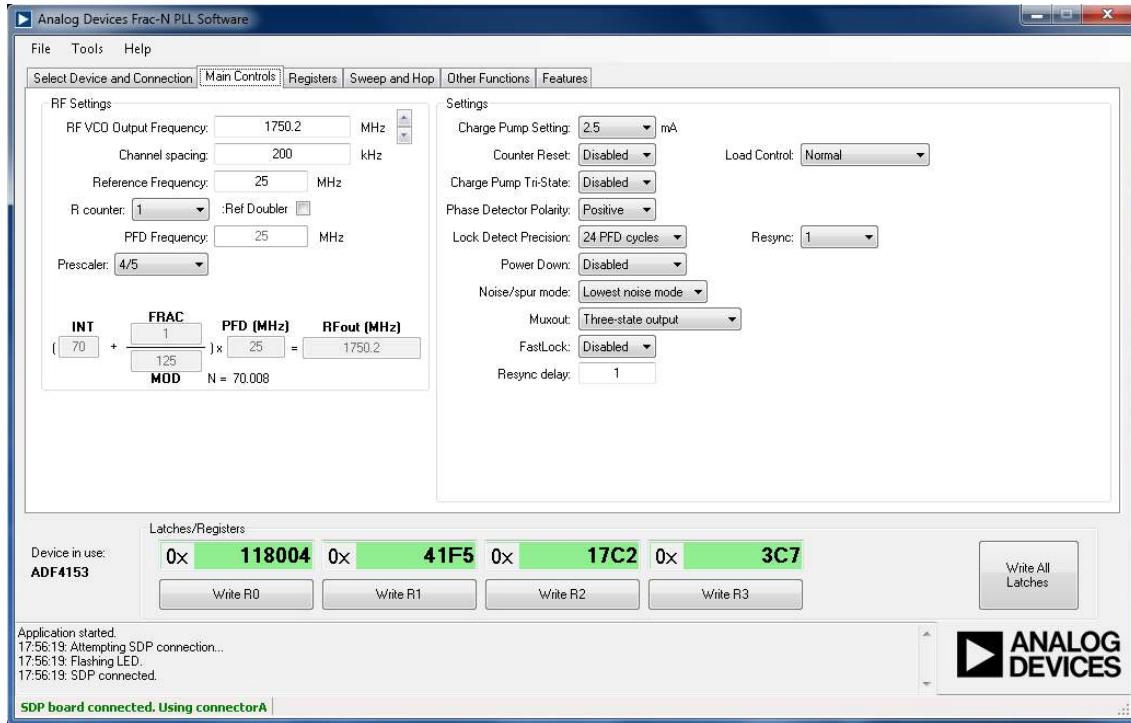 Analog Devices Frac-N PLL Software
File Tools Help
Select Device and Connection Main Controls Registers Sweep and Hop Other Functions Features
RF Settings
RF VCO Output Frequency: 1750.2 MHz
Channel spacing: 200 kHz
Reference Frequency: 25 MHz
R counter: 1 :Ref Doubler
PFD Frequency: 25 MHz
Prescaler: 4/5
INT FRAC PFD (MHz) RFout (MHz)
( 70 + 1 ) x 25 = 1750.2
125
MOD N = 70.008
Settings
Charge Pump Setting: 2.5 mA
Counter Reset: Disabled Load Control: Normal
Charge Pump Tri-State: Disabled
Phase Detector Polarity: Positive
Lock Detect Precision: 24 PFD cycles Resync: 1
Power Down: Disabled
Noise/spur mode: Lowest noise mode
Muxout: Three-state output
FastLock: Disabled
Resync delay: 1
Latches/Registers
Device in use:
ADF4153
0x 118004 0x 41F5 0x 17C2 0x 3C7
Write R0 Write R1 Write R2 Write R3
Write All
Latches
Application started.
17:56:19: Attempting SDP connection...
17:56:19: Flashing LED.
17:56:19: SDP connected.
ANALOG
DEVICES
SDP board connected. Using connectorA